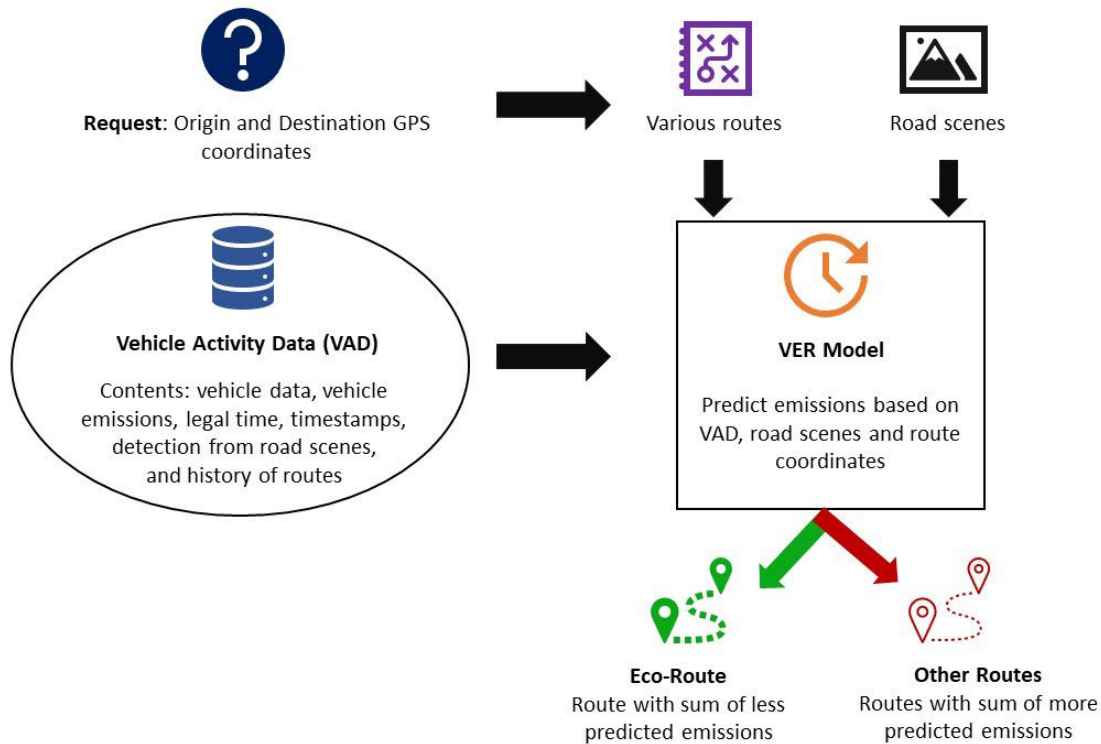 Request: Origin and Destination GPS
coordinates
Various routes
Road scenes
Vehicle Activity Data (VAD)
Contents: vehicle data, vehicle
emissions, legal time, timestamps,
detection from road scenes,
and history of routes
VER Model
Predict emissions based on
VAD, road scenes and route
coordinates
Eco-Route
Route with sum of less
predicted emissions
Other Routes
Routes with sum of more
predicted emissions